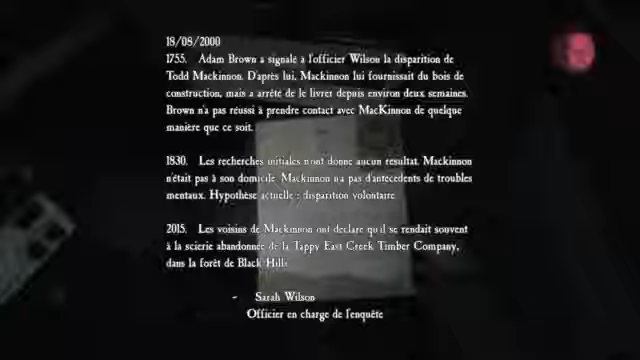 18/08/2000
1755. Adam Brown a signalé à l'officier Wilson la disparition de
Todd Mackinnon. D'après lui, Mackinnon lui fournissait du bois de
construction, mais a arrêté de le livrer depuis environ deux semaines.
Brown n'a pas réussi à prendre contact avec MacKinnon de quelque
manière que ce soit.
1830. Les recherches initiales n'ont donné aucun résultat. Mackinnon
n'était pas à son domicile. Mackinnon n'a pas d'antécédents de troubles
mentaux. Hypothèse actuelle : disparition volontaire
2015. Les voisins de Mackinnon ont déclaré qu'il se rendait souvent
à la scierie abandonnée de la Tappy East Creek Timber Company,
dans la forêt de Black Hills
- Sarah Wilson
Officier en charge de l'enquête